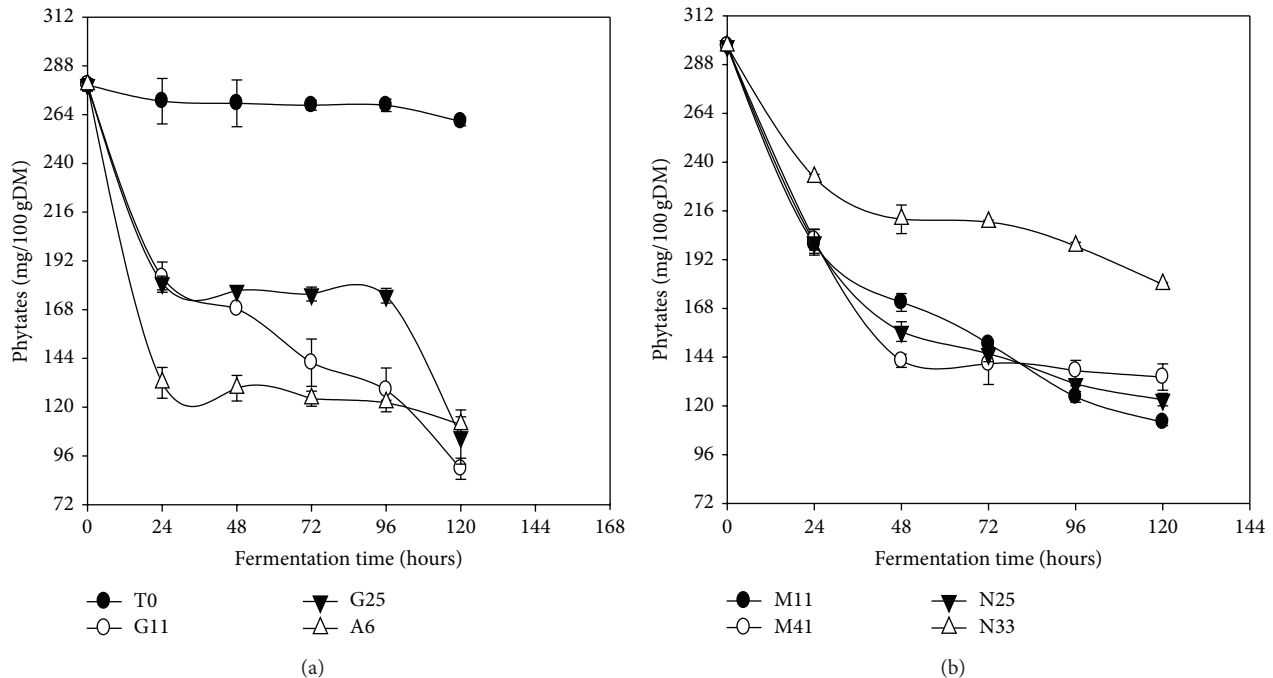 312
288
264
240
216
192
168
144
120
96
72
Phytates (mg/100 gDM)
0 24 48 72 96 120 144 168
Fermentation time (hours)
T0 G25
G11 A6
(a)
312
288
264
240
216
192
168
144
120
96
72
Phytates (mg/100 gDM)
0 24 48 72 96 120 144
Fermentation time (hours)
M11 N25
M41 N33
(b)